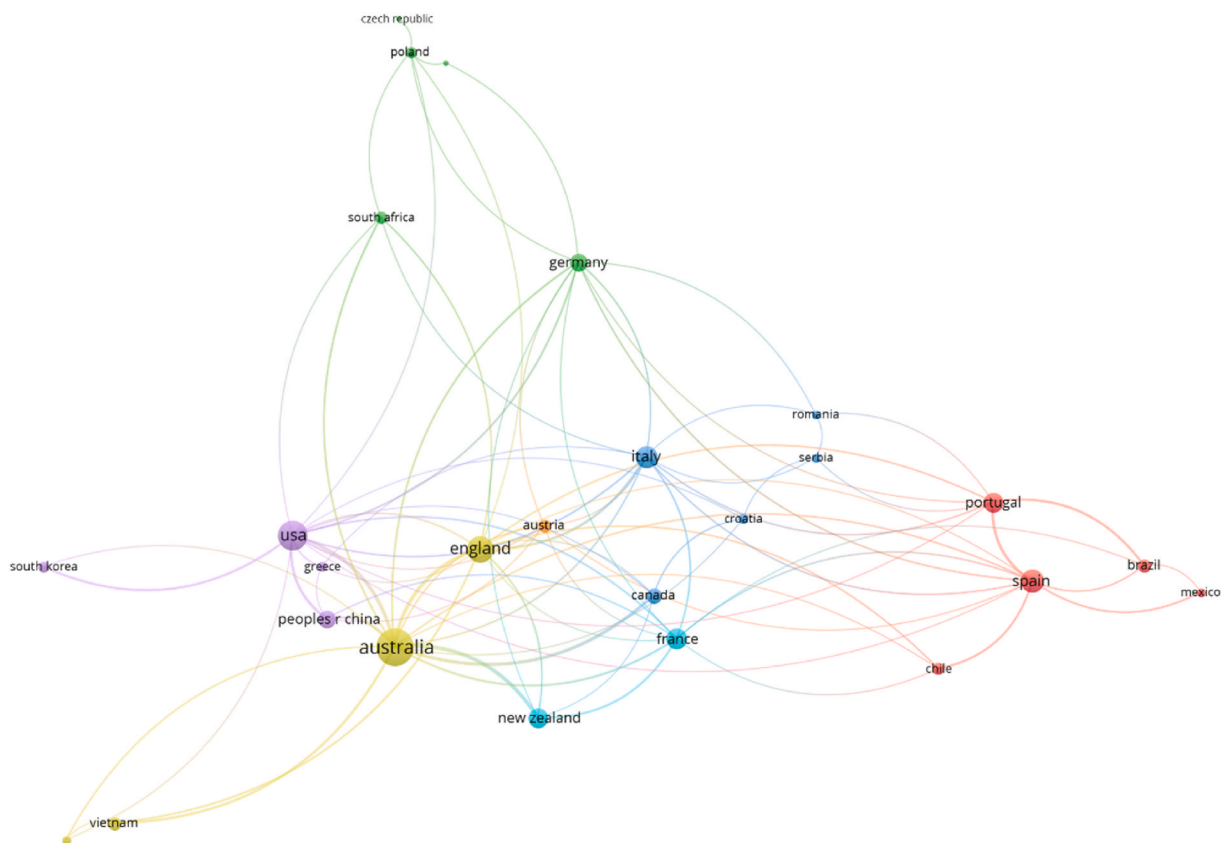 czech republic
poland
south africa
germany
romania
italy
serbia
portugal
croatia
austria
usa
england
south korea
greece
brazil
spain
mexico
canada
peoples r china
france
australia
chile
new zealand
vietnam